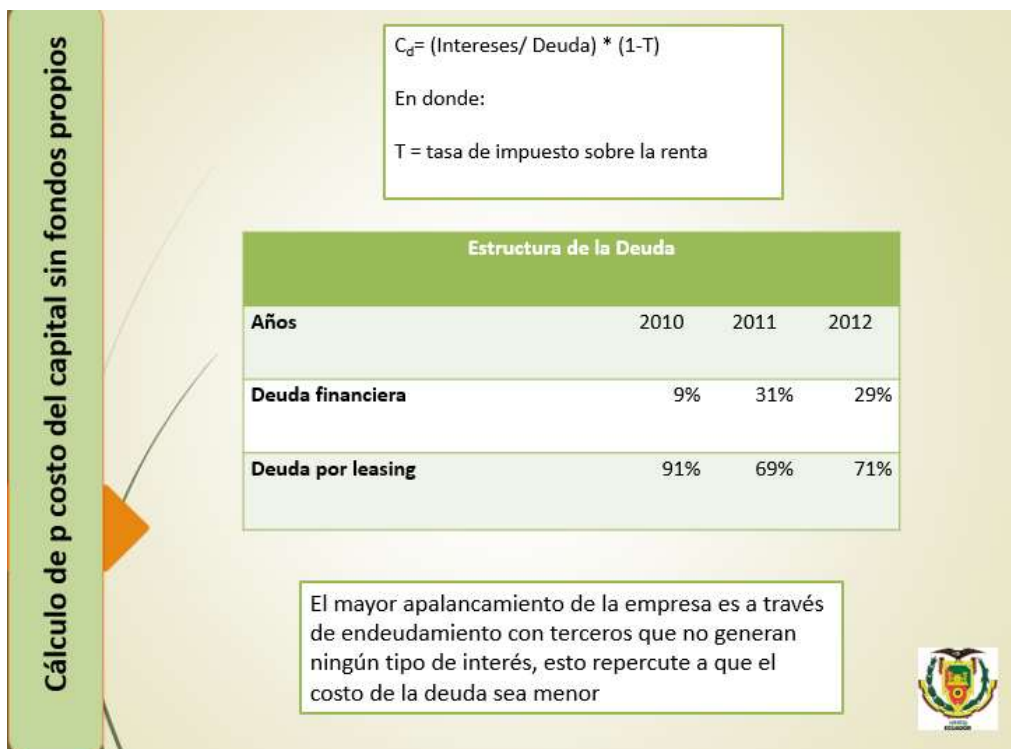 Cálculo de p costo del capital sin fondos propios
C_d= (Intereses/ Deuda) * (1-T)
En donde:
T = tasa de impuesto sobre la renta
Estructura de la Deuda
Años 2010 2011 2012
Deuda financiera 9% 31% 29%
Deuda por leasing 91% 69% 71%
El mayor apalancamiento de la empresa es a través
de endeudamiento con terceros que no generan
ningún tipo de interés, esto repercute a que el
costo de la deuda sea menor
ECUADOR